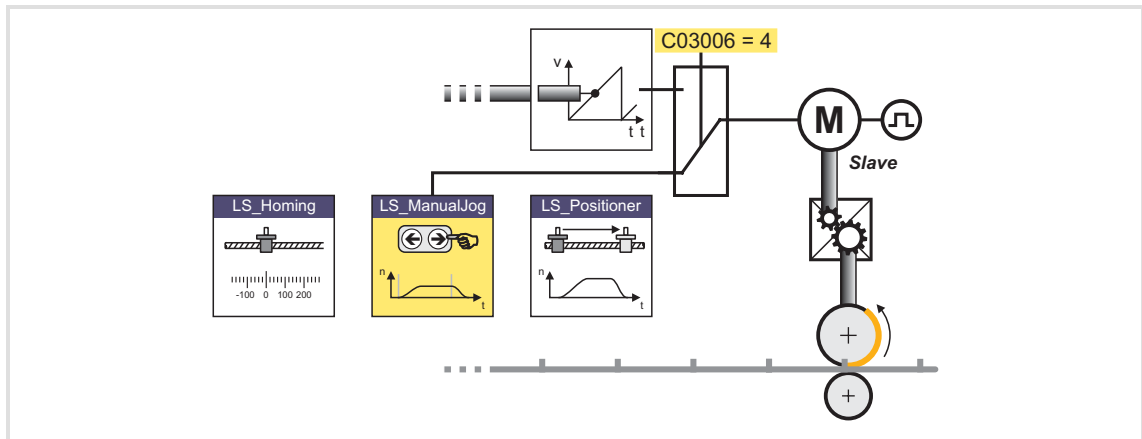 C03006 = 4
v
t t
M
Slave
LS_Homing
-100 0 100 200
LS_ManualJog
n
t
LS_Positioner
n
t